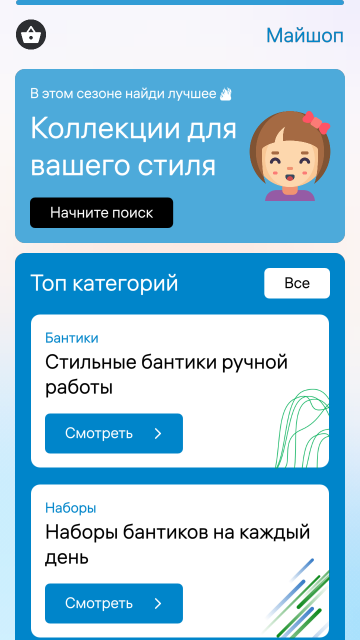 Майшоп
В этом сезоне найди лучшее
Коллекции для
вашего стиля
Начните поиск
Топ категорий
Все
Бантики
Стильные бантики ручной
работы
Смотреть
Наборы
Наборы бантиков на каждый
день
Смотреть